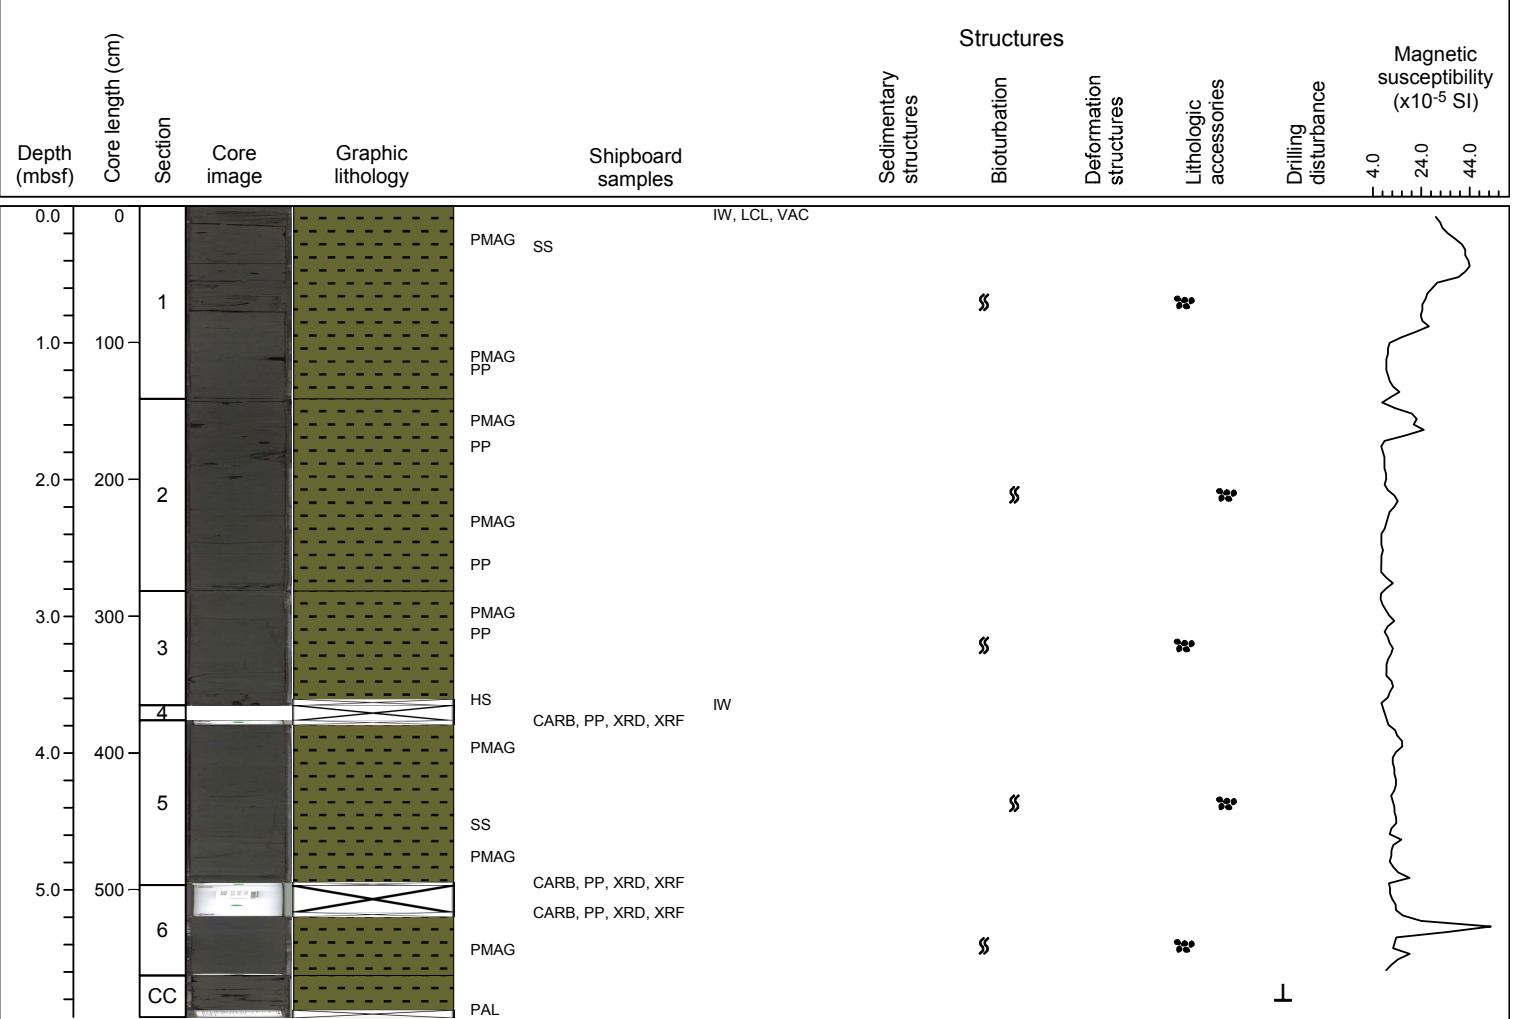 Structures
Depth
(mbsf)
Core length (cm)
Section
Core
image
Graphic
lithology
Shipboard
samples
Sedimentary
structures
Bioturbation
Deformation
structures
Lithologic
accessories
Drilling
disturbance
Magnetic
susceptibility
(x10-5 SI)
4.0 24.0 44.0
0.0 0 IW, LCL, VAC
PMAG SS
1
1.0 100
PMAG
PP
PMAG
PP
2.0 200 2
PMAG
PP
3.0 300 PMAG
PP
3
HS IW
4
CARB, PP, XRD, XRF
4.0 400 PMAG
5
SS
PMAG
5.0 500 CARB, PP, XRD, XRF
CARB, PP, XRD, XRF
6
PMAG
CC
PAL